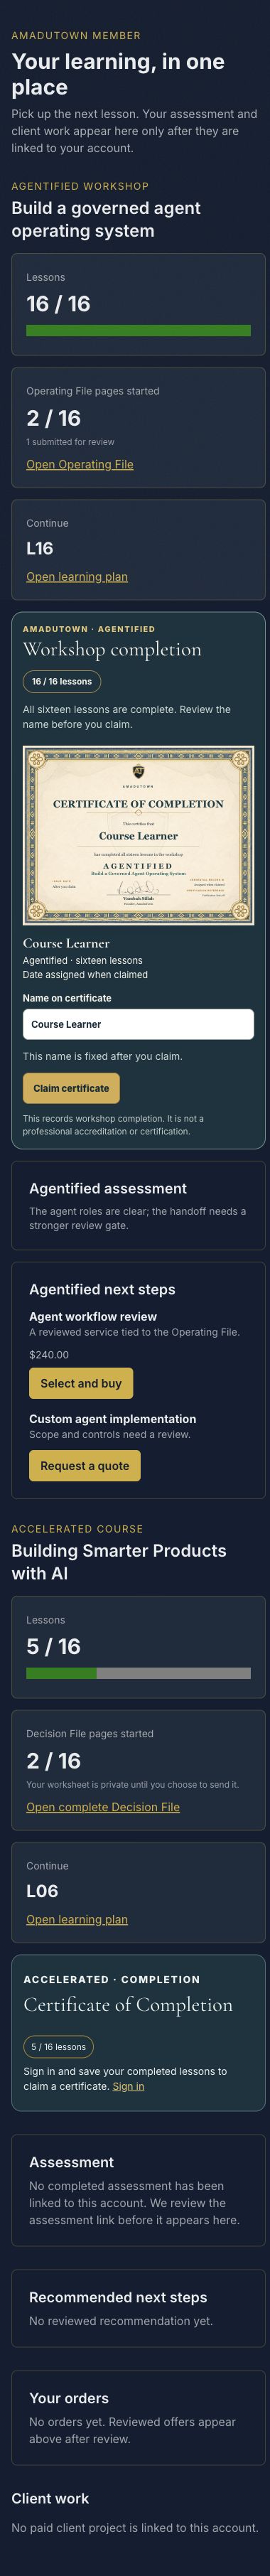 AMADUTOWN MEMBER
Your learning, in one
place
Pick up the next lesson. Your assessment and
client work appear here only after they are
linked to your account.
AGENTIFIED WORKSHOP
Build a governed agent
operating system
Lessons
16 / 16
Operating File pages started
2 / 16
1 submitted for review
Open Operating File
Continue
L16
Open learning plan
AMADUTOWN · AGENTIFIED
Workshop completion
16 / 16 lessons
All sixteen lessons are complete. Review the
name before you claim.
AMADUTOWN
CERTIFICATE OF COMPLETION
This certifies that
Course Learner
has completed all sixteen lessons in the workshop
AGENTIFIED
Build a Governed Agent Operating System
Course Learner
Agentified · sixteen lessons
Date assigned when claimed
Name on certificate
Course Learner
This name is fixed after you claim.
Claim certificate
This records workshop completion. It is not a
professional accreditation or certification.
Agentified assessment
The agent roles are clear; the handoff needs a
stronger review gate.
Agentified next steps
Agent workflow review
A reviewed service tied to the Operating File.
$240.00
Select and buy
Custom agent implementation
Scope and controls need a review.
Request a quote
ACCELERATED COURSE
Building Smarter Products
with AI
Lessons
5 / 16
Decision File pages started
2 / 16
Your worksheet is private until you choose to send it.
Open complete Decision File
Continue
L06
Open learning plan
ACCELERATED · COMPLETION
Certificate of Completion
5 / 16 lessons
Sign in and save your completed lessons to
claim a certificate. Sign in
Assessment
No completed assessment has been
linked to this account. We review the
assessment link before it appears here.
Recommended next steps
No reviewed recommendation yet.
Your orders
No orders yet. Reviewed offers appear
above after review.
Client work
No paid client project is linked to this account.